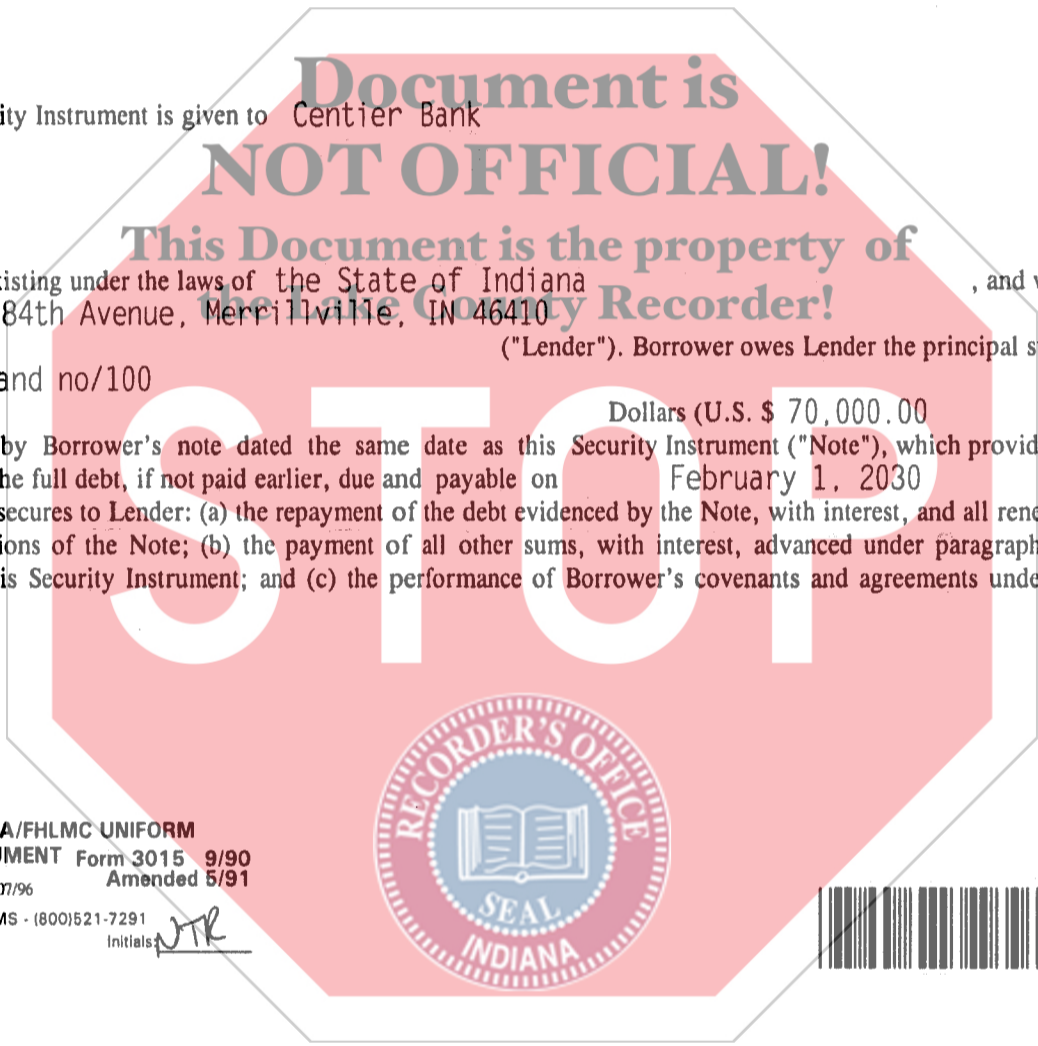 Document is
ity Instrument is given to Centier Bank
NOT OFFICIAL!
This Document is the property of
isting under the laws of the State of Indiana , and
the Lake County Recorder!
84th Avenue, Merrillville, IN 46410
("Lender"). Borrower owes Lender the principal s
and no/100
Dollars (U.S. $ 70,000.00
by Borrower's note dated the same date as this Security Instrument ("Note"), which provid
he full debt, if not paid earlier, due and payable on February 1, 2030
secures to Lender: (a) the repayment of the debt evidenced by the Note, with interest, and all rene
ions of the Note; (b) the payment of all other sums, with interest, advanced under paragraph
is Security Instrument; and (c) the performance of Borrower's covenants and agreements unde
STOP
RECORDER'S OFFICE
SEAL
INDIANA
A/FHLMC UNIFORM
UMENT Form 3015 9/90
Amended 5/91
7/96
MS - (800)521-7291
Initials: JTR